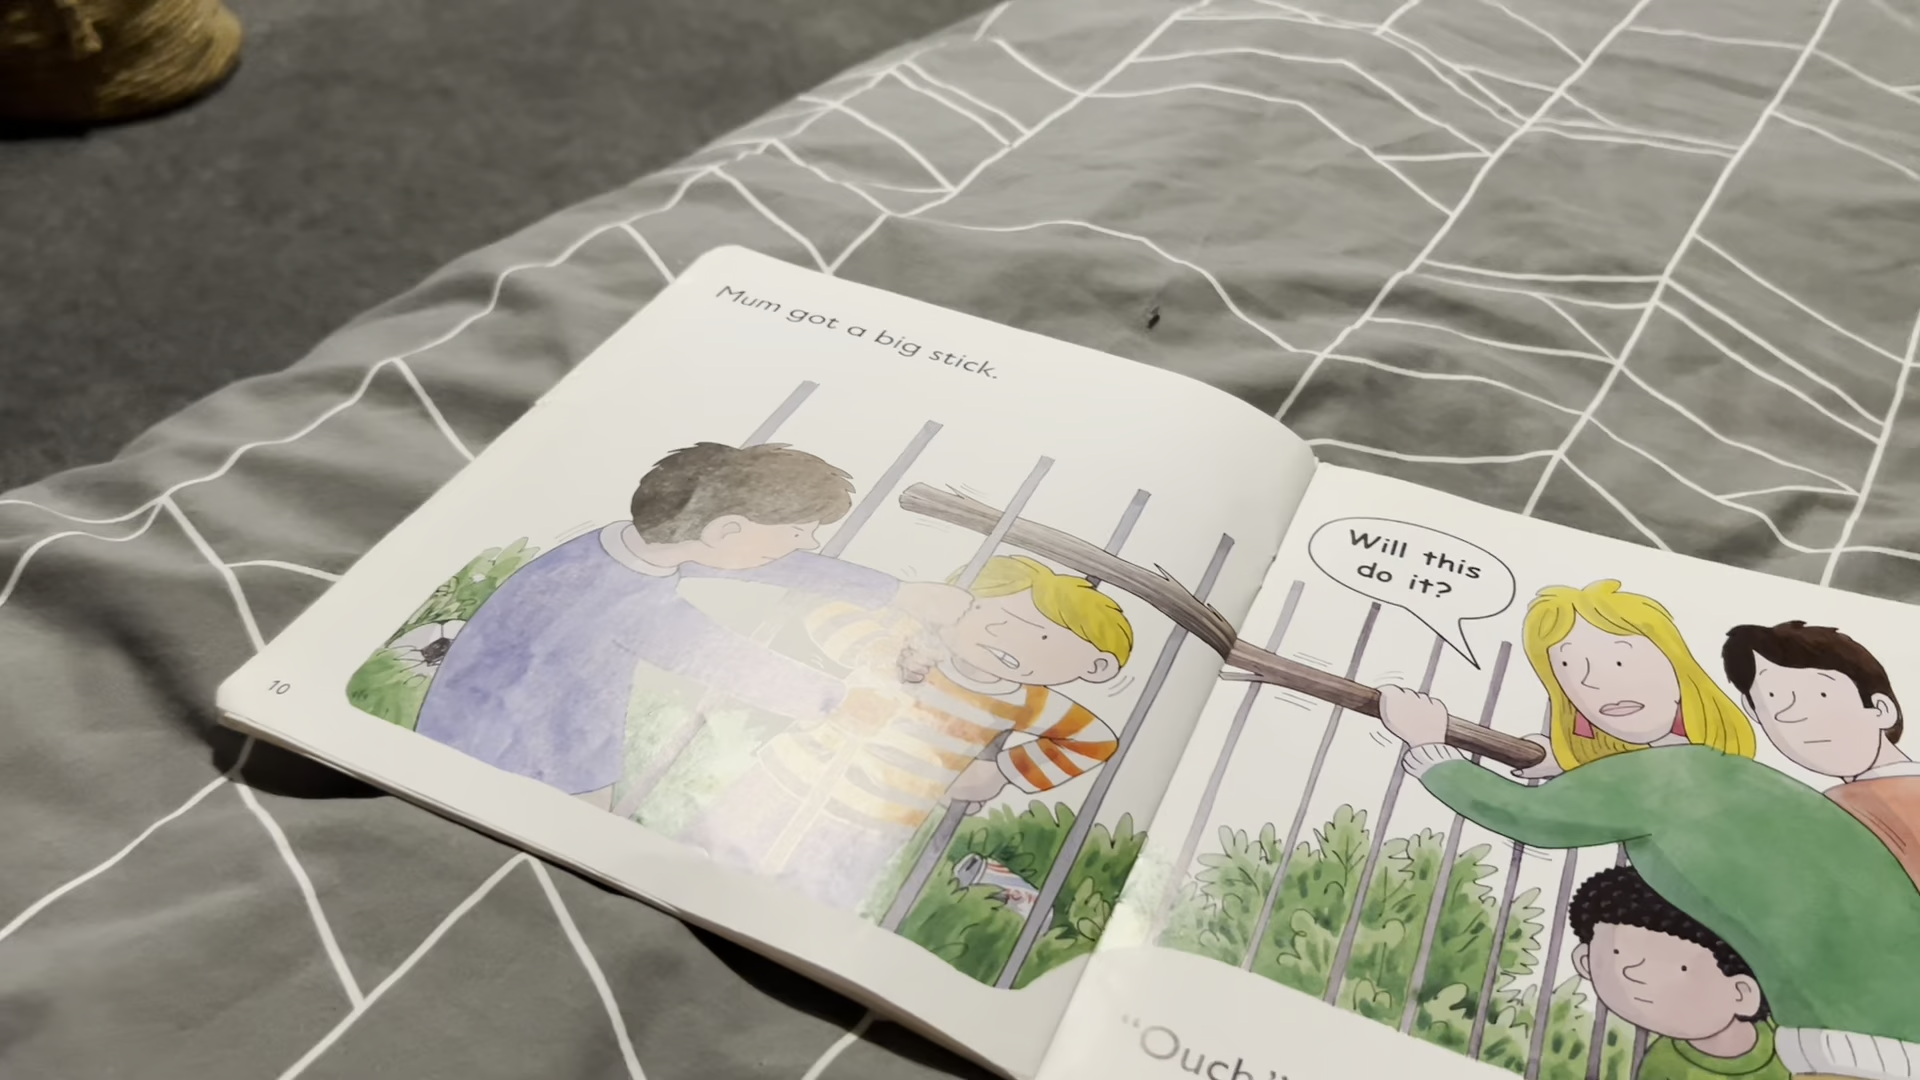 Mum got a big stick.
Will this
do it?
"Ouch!"
10